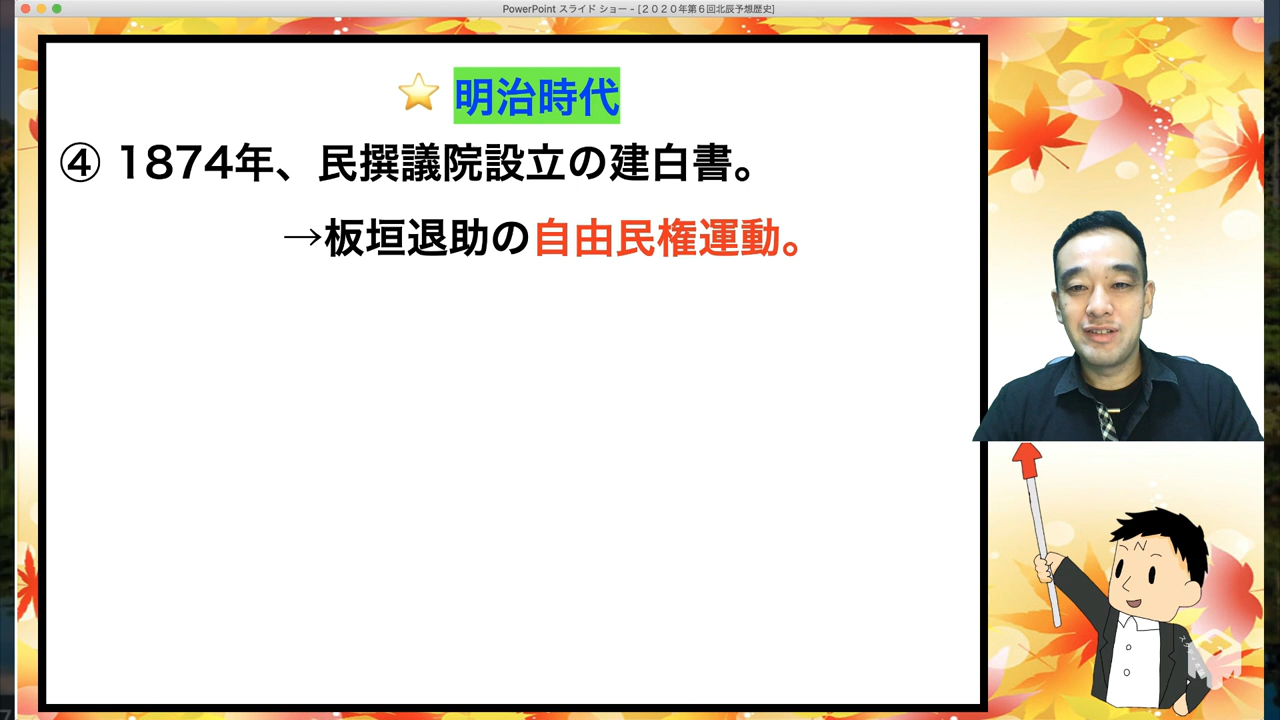 PowerPoint スライド ショー - [２０２０年第６回北辰予想歴史]
明治時代
④ 1874年、民撰議院設立の建白書。
→板垣退助の自由民権運動。